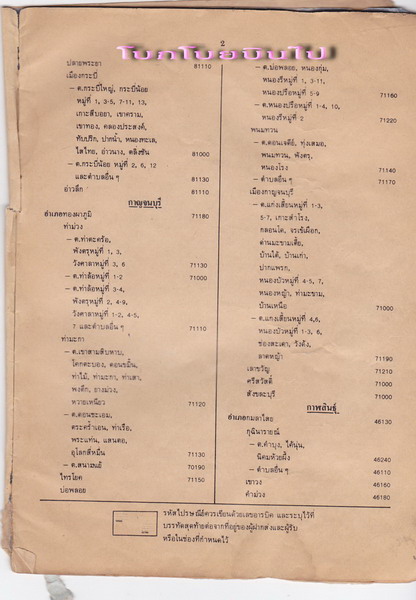 2
โบกโบยบินไป
ปลายพระยา 81110
เมืองกระบี่
– ต.กระบี่ใหญ่, กระบี่น้อย
หมู่ที่ 1, 3-5, 7-11, 13,
เกาะศีบอยา, เขาคราม,
เขาทอง, คลองประสงค์,
ทับปริก, ปากน้ำ, หนองทะเล,
ไสไทย, อ่าวนาง, ตลิ่งชัน 81000
– ต.กระบี่น้อย หมู่ที่ 2, 6, 12
และตำบลอื่น ๆ 81130
อ่าวลึก 81110
กาญจนบุรี
อำเภอทองผาภูมิ 71180
ท่าม่วง
– ต.ท่าตะคร้อ,
พังตรุหมู่ที่ 1, 3,
วังศาลาหมู่ที่ 3, 6 71130
– ต.ท่าล้อหมู่ที่ 1-2 71000
– ต.ท่าล้อหมู่ที่ 3-4,
พังตรุหมู่ที่ 2, 4-9,
วังศาลาหมู่ที่ 1-2, 4-5,
7 และตำบลอื่น ๆ 71110
ท่ามะกา
– ต.เขาสามสิบหาบ,
โคกตะบอง, ดอนขมิ้น,
ท่าไม้, ท่ามะกา, ท่าเสา,
พงตึก, ยางม่วง,
หวายเหนียว 71120
– ต.ดอนชะเอม,
ตระคร้ำเอน, ท่าเรือ,
พระแท่น, แสนตอ,
อุโลกสี่หมื่น 71130
– ต.สนามแย้ 70190
ไทรโยค 71150
บ่อพลอย
– ต.บ่อพลอย, หนองกุ่ม,
หนองรีหมู่ที่ 1, 3-11,
หนองปรือหมู่ที่ 5-9 71160
– ต.หนองปรือหมู่ที่ 1-4, 10,
หนองรีหมู่ที่ 2 71220
พนมทวน
– ต.ดอนเจดีย์, ทุ่งสมอ,
พนมทวน, พังตรุ,
หนองโรง 71140
– ตำบลอื่น ๆ 71170
เมืองกาญจนบุรี
– ต.แก่งเสี้ยนหมู่ที่ 1-3,
5-7, เกาะสำโรง,
กลอนโด, จรเข้เผือก,
ด่านมะขามเตี้ย,
บ้านใต้, บ้านเก่า,
ปากแพรก,
หนองบัวหมู่ที่ 4-5, 7,
หนองหญ้า, ท่ามะขาม,
บ้านเหนือ 71000
– ต.แก่งเสี้ยนหมู่ที่ 4,6,
หนองบัวหมู่ที่ 1-3, 6,
ช่องสะเดา, วังด้ง,
ลาดหญ้า 71190
เลาขวัญ 71210
ศรีสวัสดิ์ 71000
สังขละบุรี 71000
กาฬสินธุ์
อำเภอกมลาไสย 46130
กุฉินารายณ์
– ต.คำบง, ไค้นุ่น,
นิคมห้วยผึ้ง 46240
– ตำบลอื่น ๆ 46110
เขาวง 46160
คำม่วง 46180
รหัสไปรษณีย์ควรเขียนด้วยเลขอารบิค และระบุไว้ที่
บรรทัดสุดท้ายต่อจากที่อยู่ของผู้ฝากส่งและผู้รับ
หรือในช่องที่กำหนดไว้